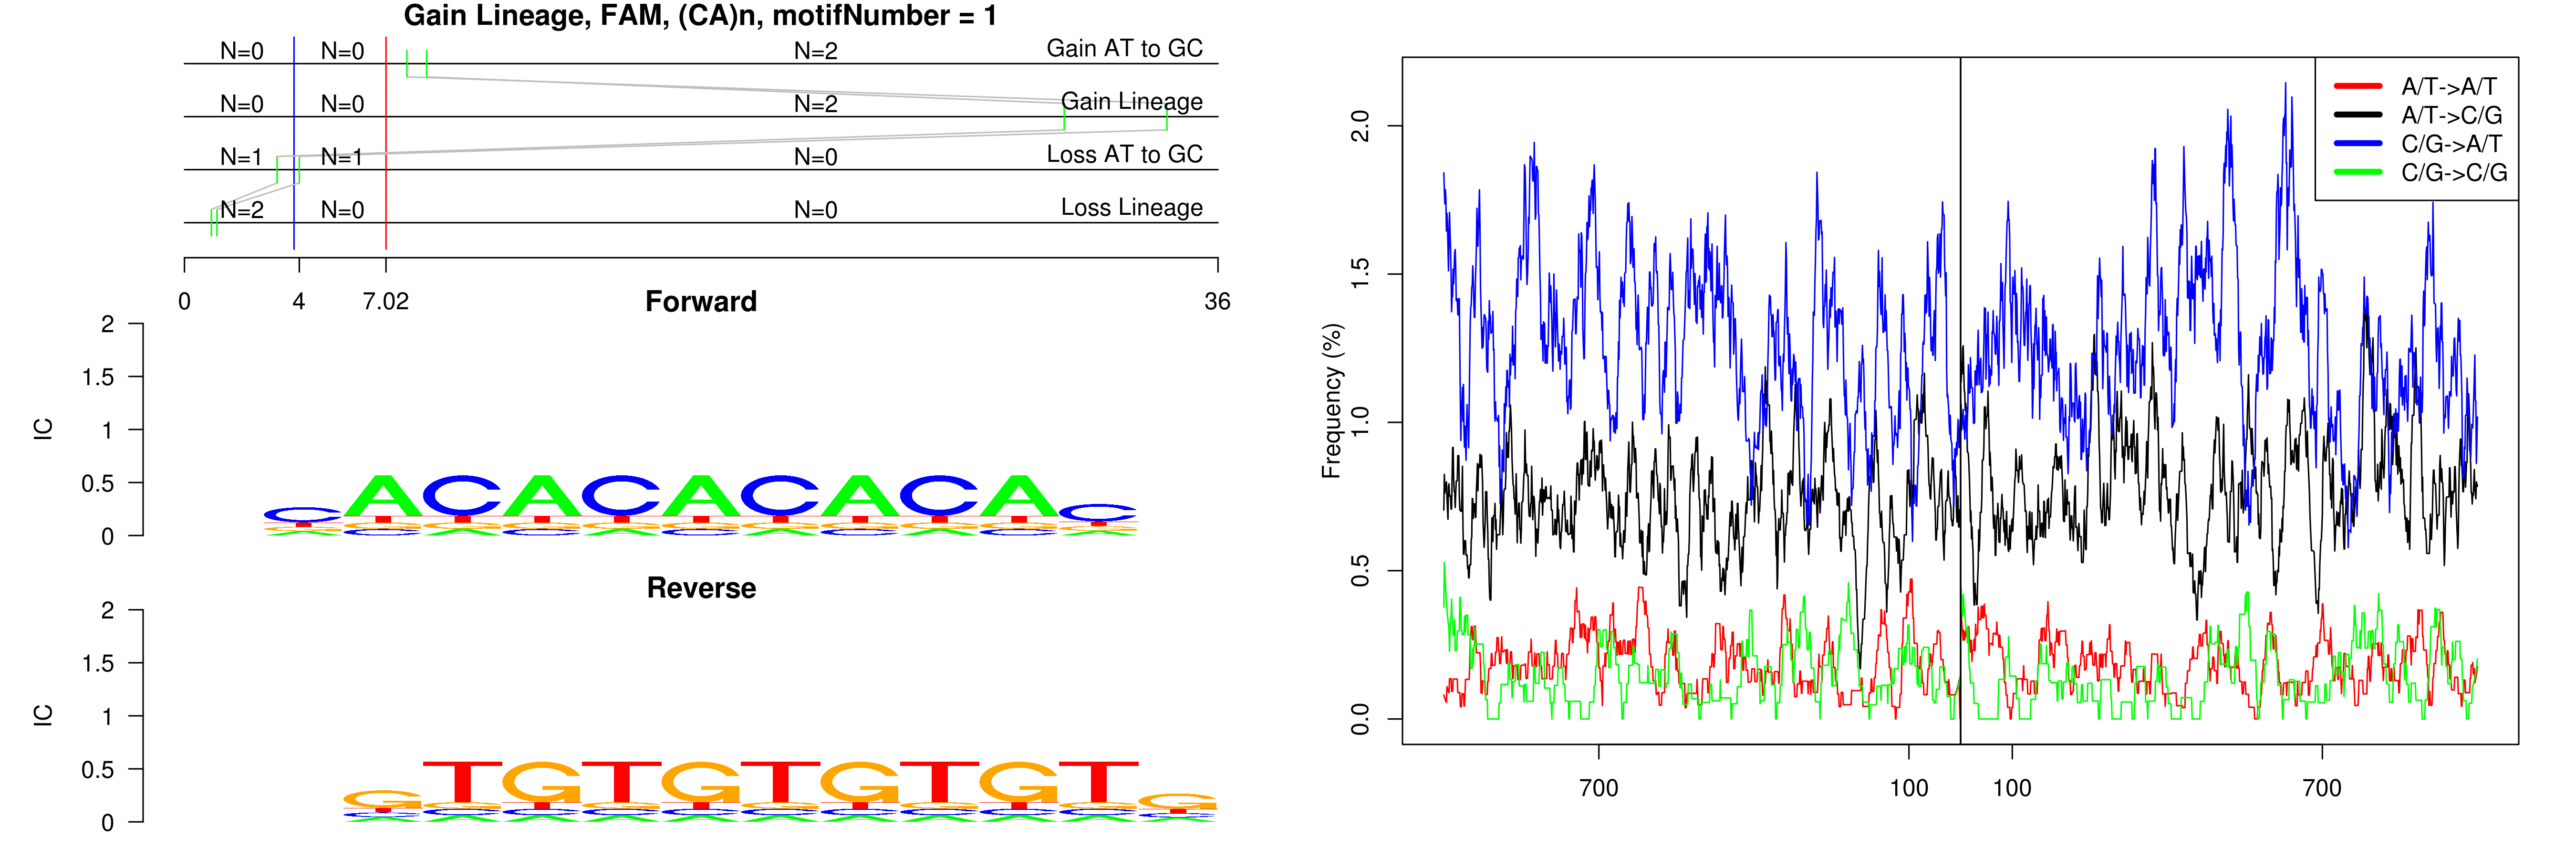 Gain Lineage, FAM, (CA)n, motifNumber = 1
N=0 N=0 N=2 Gain AT to GC
N=0 N=0 N=2 Gain Lineage
N=1 N=1 N=0 Loss AT to GC
N=2 N=0 N=0 Loss Lineage
0 4 7.02 36
Forward
2
1.5
1
0.5
0
IC
CACACACACAC
Reverse
2
1.5
1
0.5
0
IC
GTGTGTGTGTG
A/T->A/T
A/T->C/G
C/G->A/T
C/G->C/G
Frequency (%)
2.0
1.5
1.0
0.5
0.0
700 100 100 700